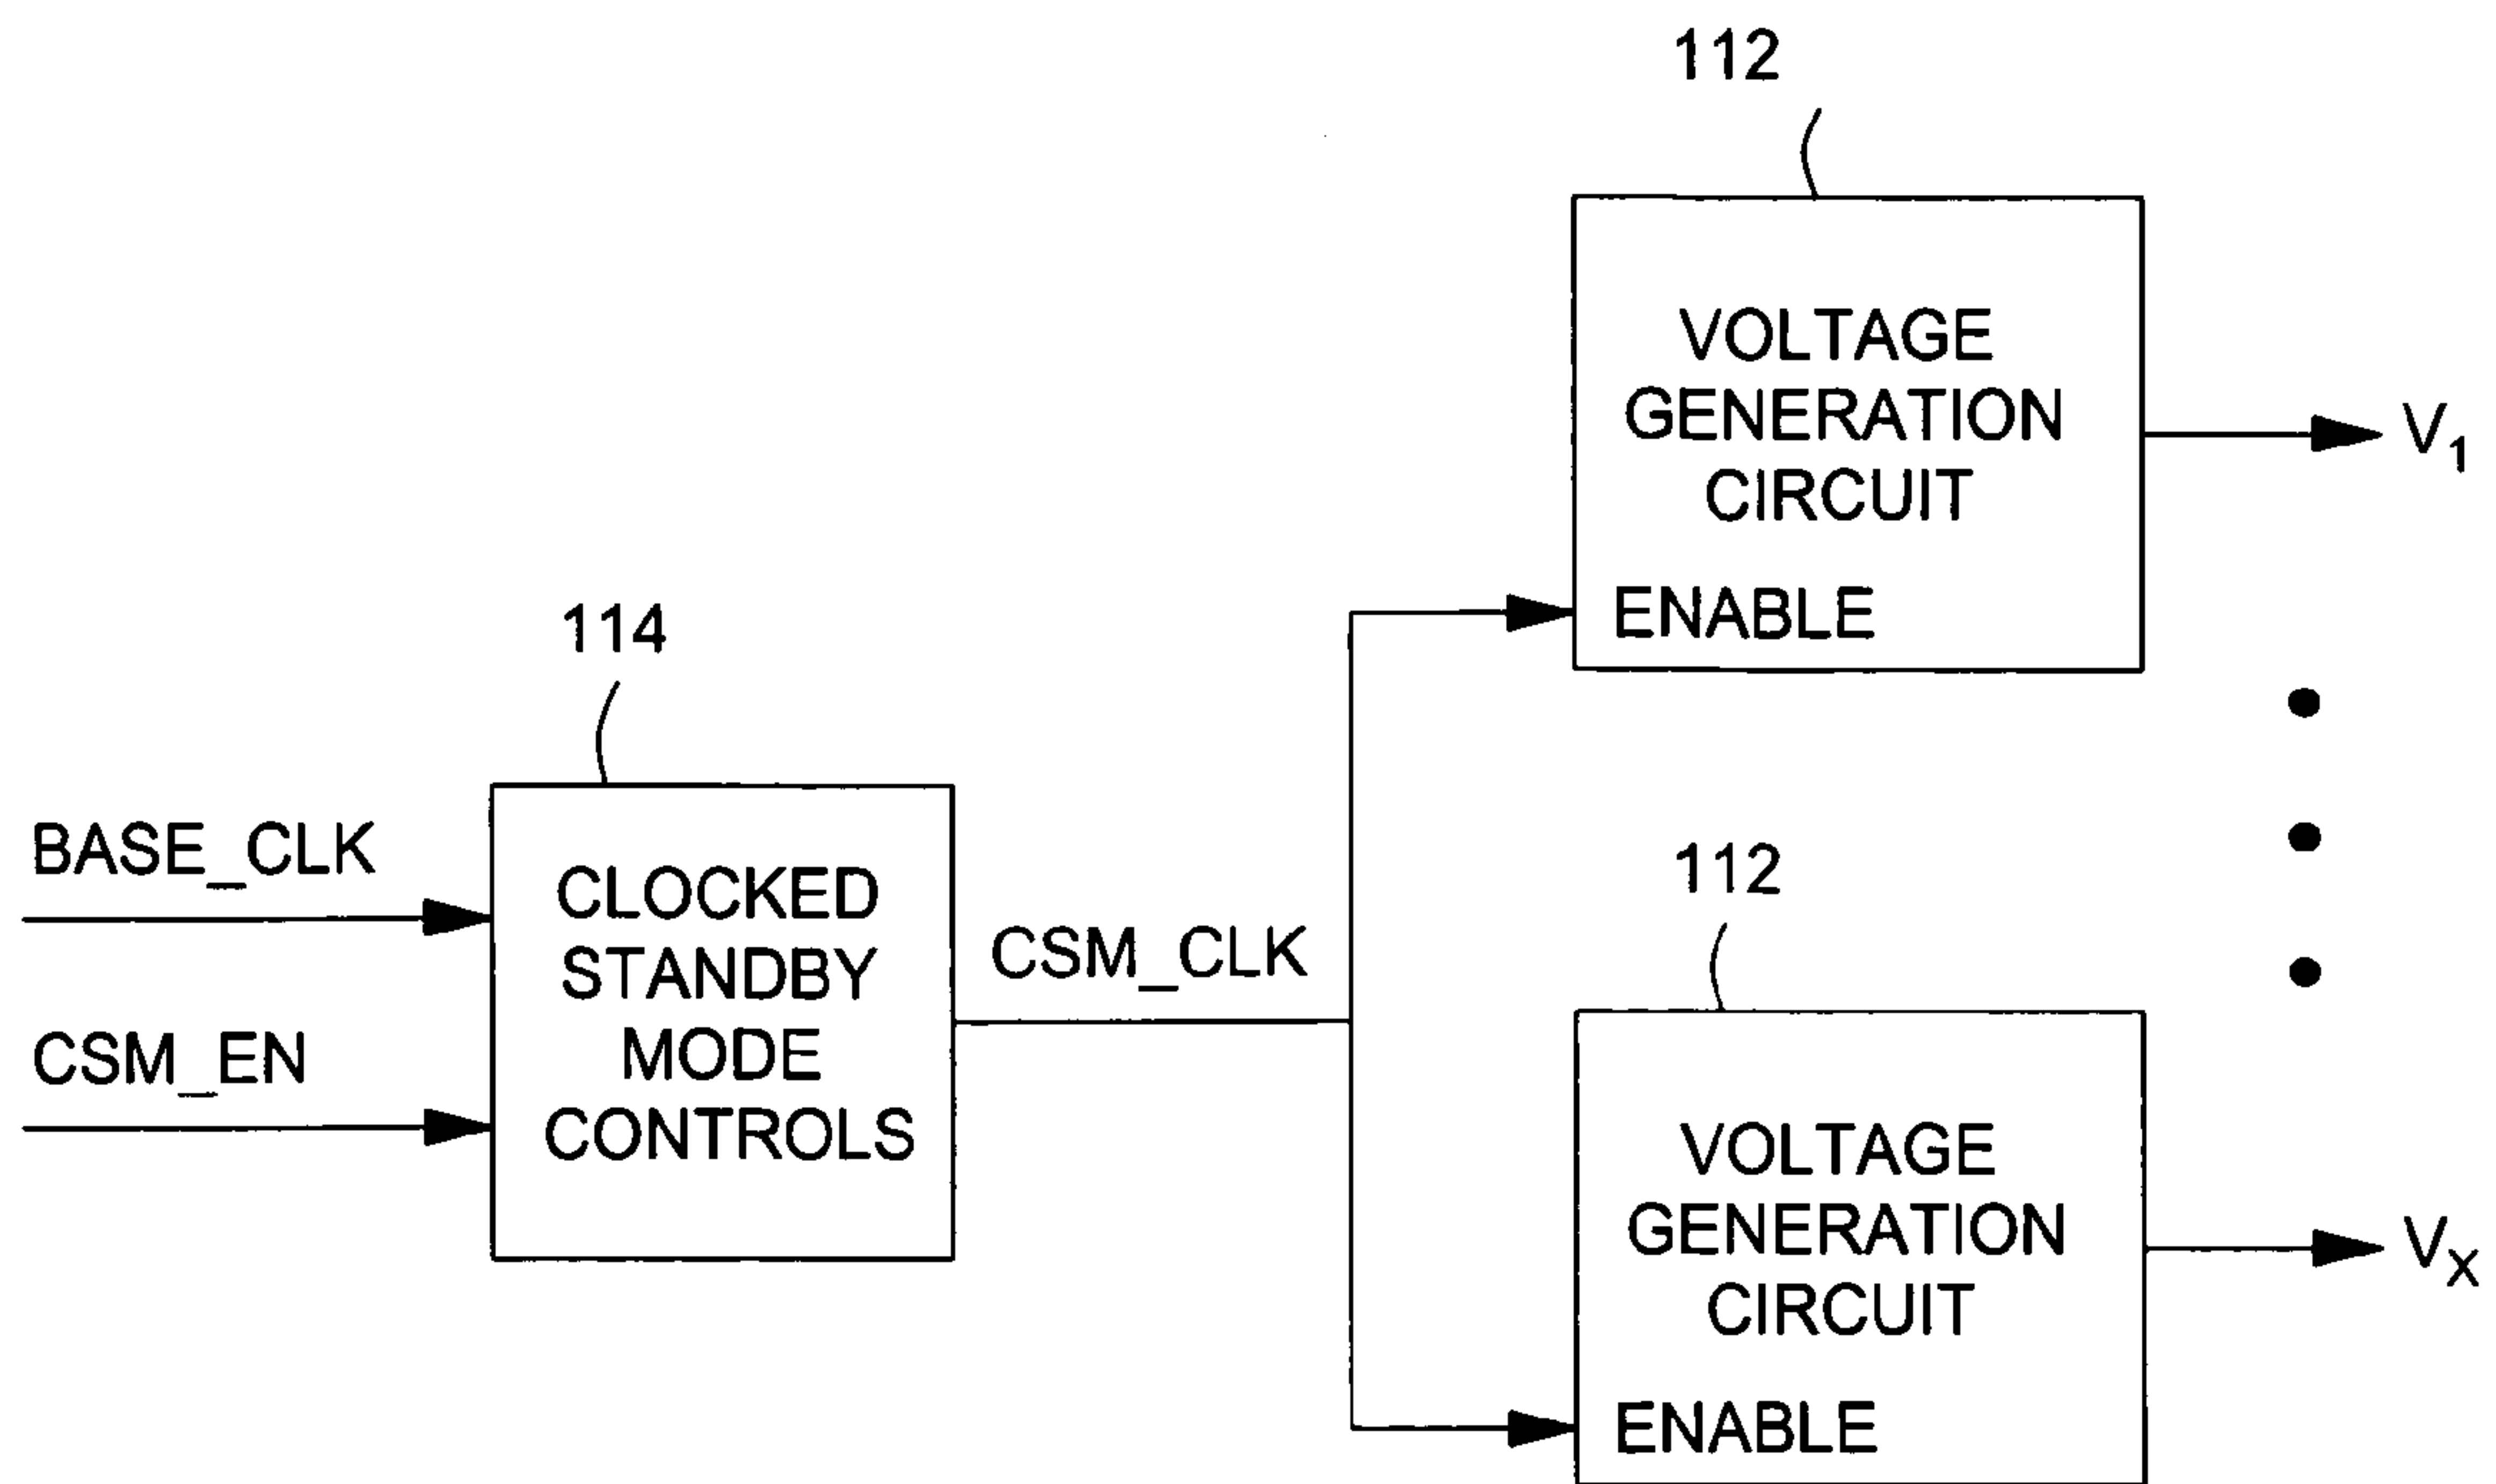 112
VOLTAGE
GENERATION
CIRCUIT
V1
ENABLE
114
BASE_CLK
CLOCKED
STANDBY
MODE
CONTROLS
CSM_EN
CSM_CLK
112
VOLTAGE
GENERATION
CIRCUIT
VX
ENABLE